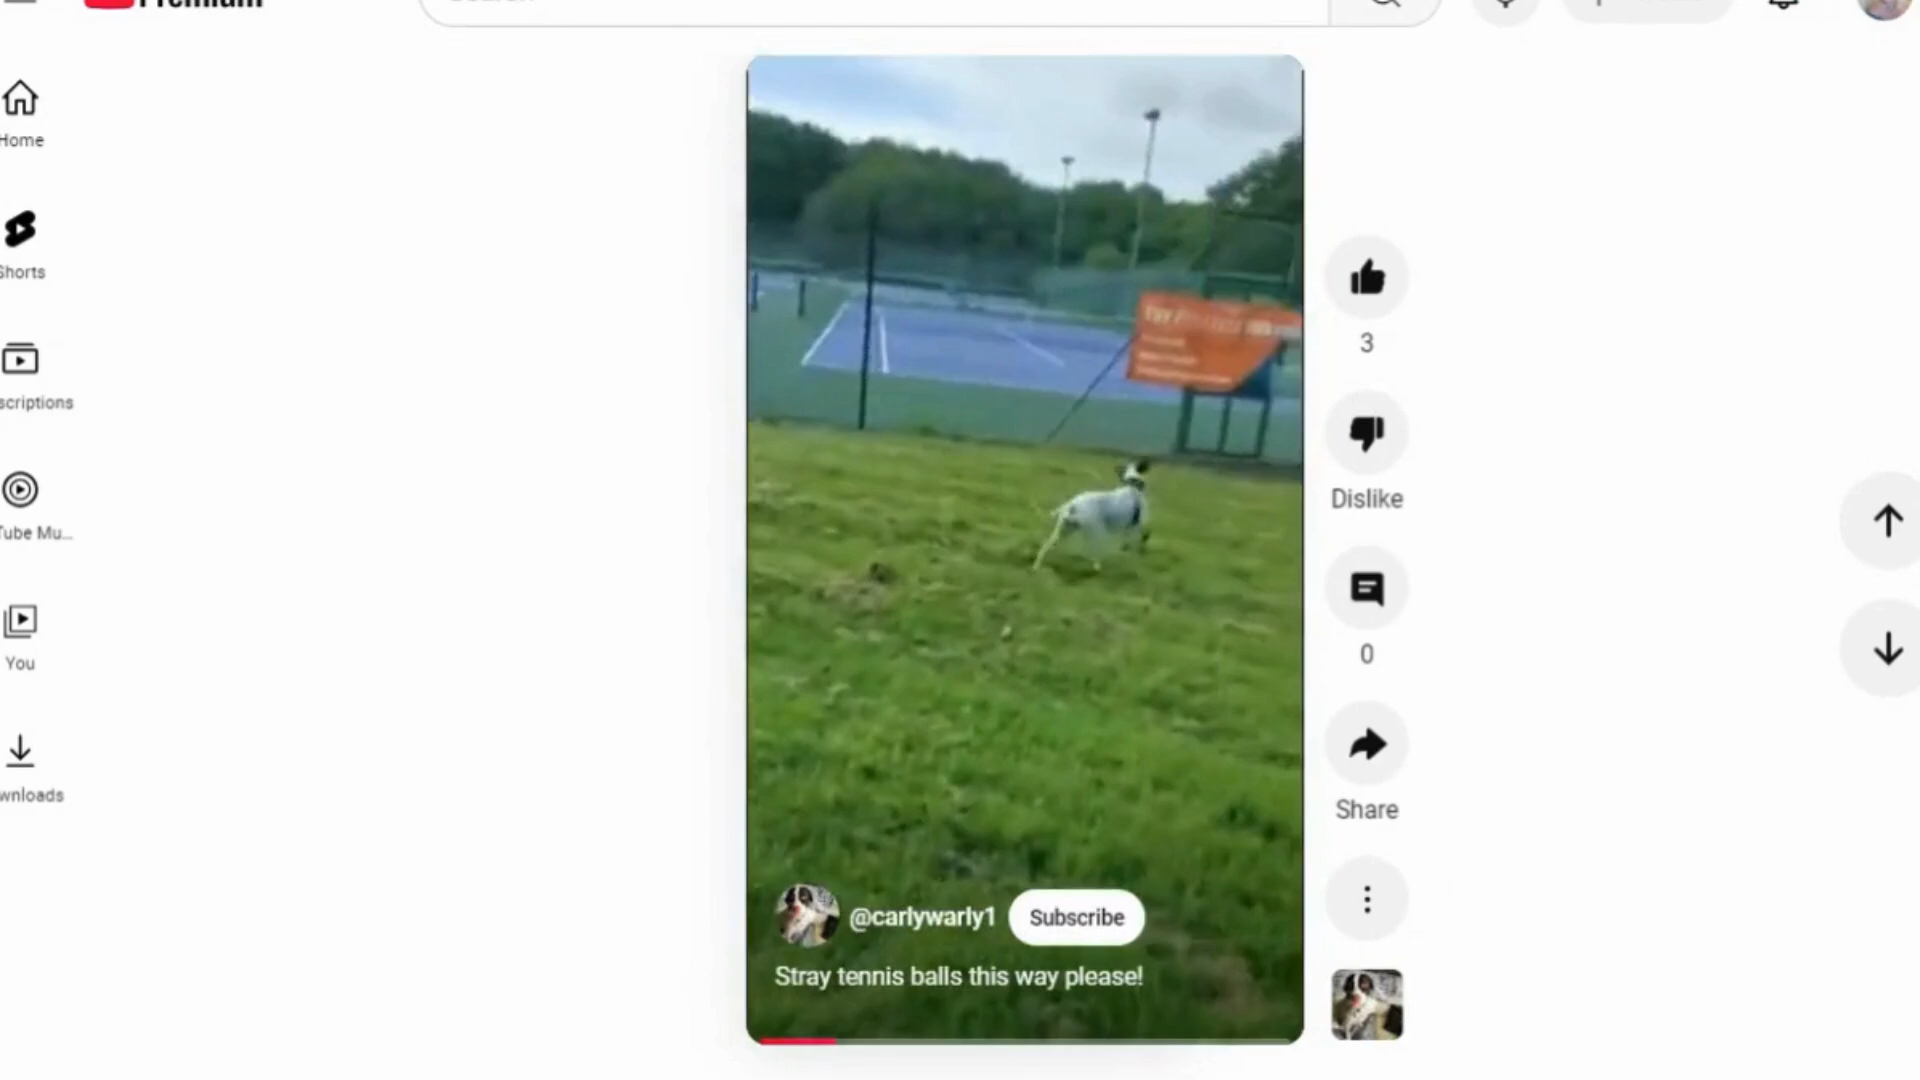 Premium
Home
Shorts
scriptions
Tube Mu...
You
wnloads
3
Dislike
0
Share
@carlywarly1
Subscribe
Stray tennis balls this way please!